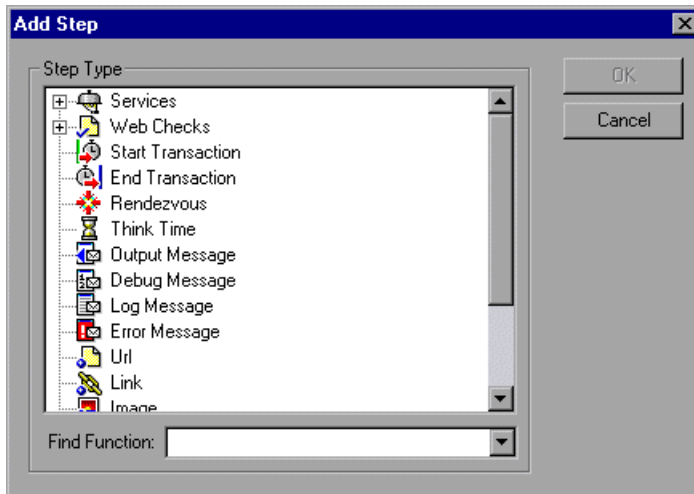 Add Step
Step Type
OK
Cancel
Services
Web Checks
Start Transaction
End Transaction
Rendezvous
Think Time
Output Message
Debug Message
Log Message
Error Message
Url
Link
Image
Find Function: